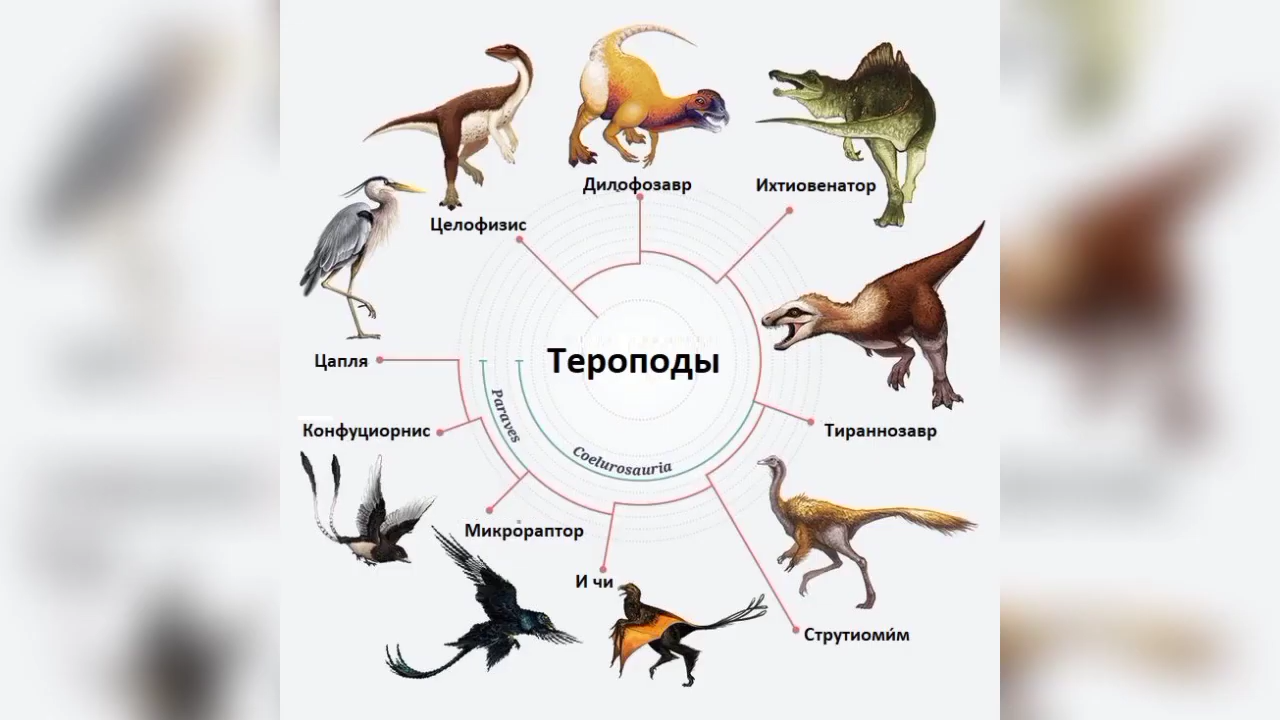 Дилофозавр
Ихтиовенатор
Целофизис
Тероподы
Цапля
Paraves
Конфуциорнис
Тираннозавр
Coelurosauria
Микрораптор
И чи
Струтиоми́м